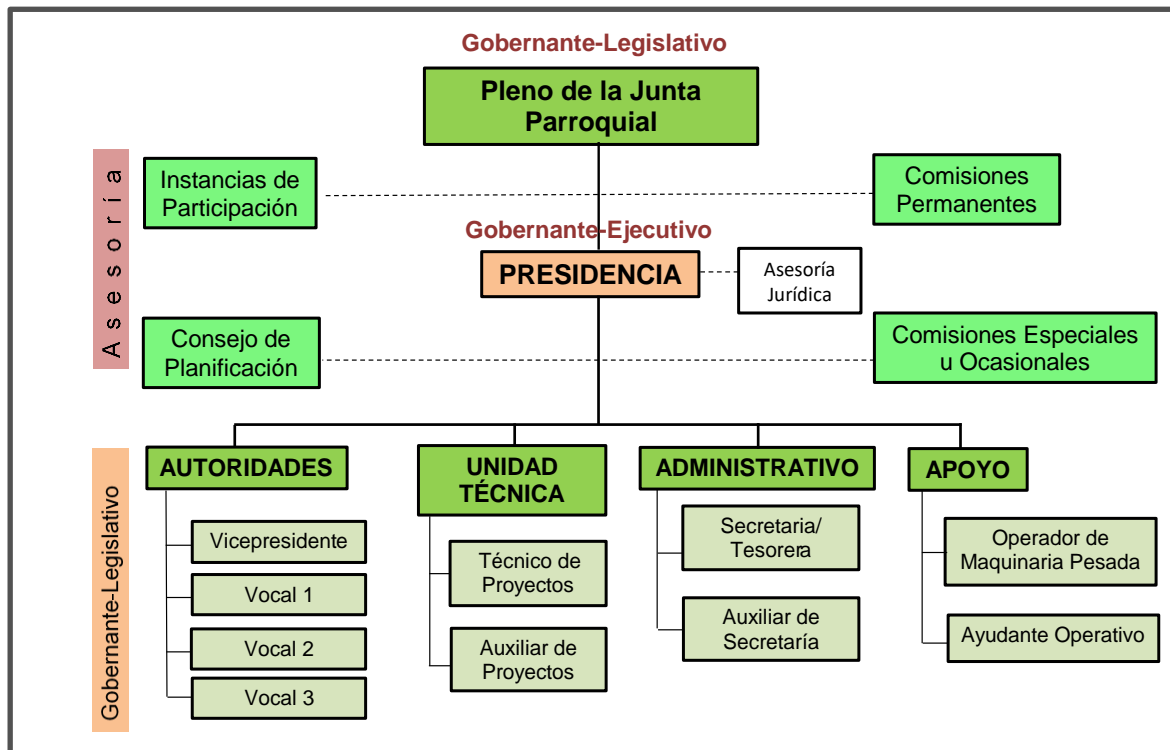 Gobernante-Legislativo
Pleno de la Junta
Parroquial
Asesoría
Instancias de
Participación
Comisiones
Permanentes
Gobernante-Ejecutivo
PRESIDENCIA
Asesoría
Jurídica
Consejo de
Planificación
Comisiones Especiales
u Ocasionales
Gobernante-Legislativo
AUTORIDADES
Vicepresidente
Vocal 1
Vocal 2
Vocal 3
UNIDAD
TÉCNICA
Técnico de
Proyectos
Auxiliar de
Proyectos
ADMINISTRATIVO
Secretaria/
Tesorera
Auxiliar de
Secretaría
APOYO
Operador de
Maquinaria Pesada
Ayudante Operativo